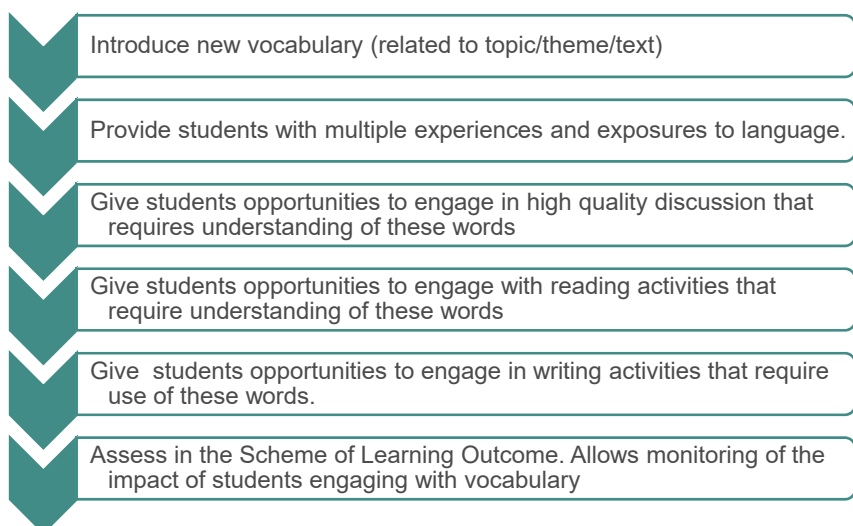 Introduce new vocabulary (related to topic/theme/text)
Provide students with multiple experiences and exposures to language.
Give students opportunities to engage in high quality discussion that
requires understanding of these words
Give students opportunities to engage with reading activities that
require understanding of these words
Give  students opportunities to engage in writing activities that require
use of these words.
Assess in the Scheme of Learning Outcome. Allows monitoring of the
impact of students engaging with vocabulary